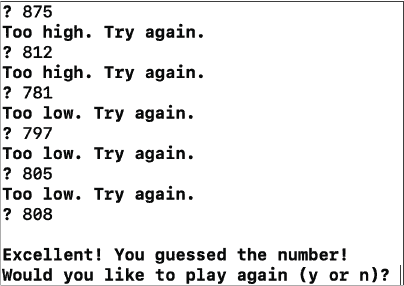 ? 875
Too high. Try again.
? 812
Too high. Try again.
? 781
Too low. Try again.
? 797
Too low. Try again.
? 805
Too low. Try again.
? 808
Excellent! You guessed the number!
Would you like to play again (y or n)?